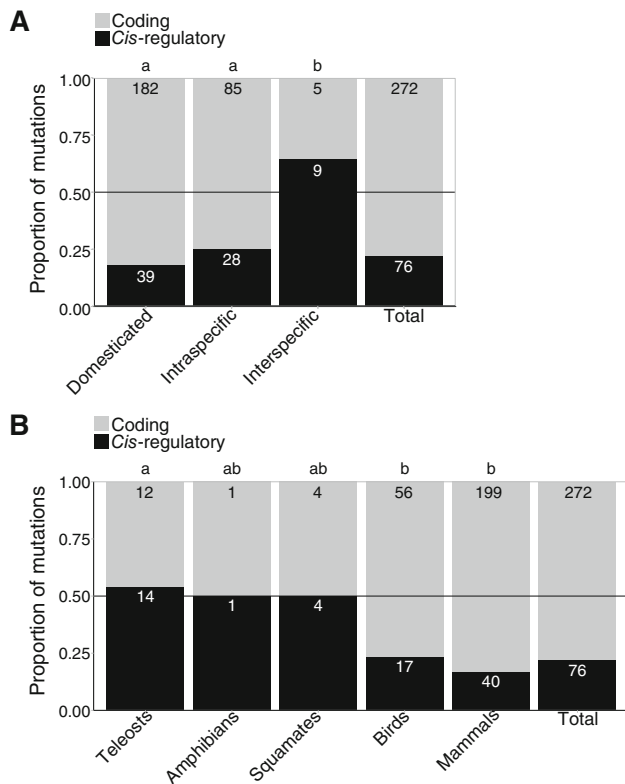 A
Coding
Cis-regulatory
a a b
Proportion of mutations
1.00
0.75
0.50
0.25
0.00
182 85 5 272
9
39 28 76
Domesticated
Intraspecific
Interspecific
Total
B
Coding
Cis-regulatory
a ab ab b b
Proportion of mutations
1.00
0.75
0.50
0.25
0.00
12 1 4 56 199 272
14 1 4 17 40 76
Teleosts
Amphibians
Squamates
Birds
Mammals
Total